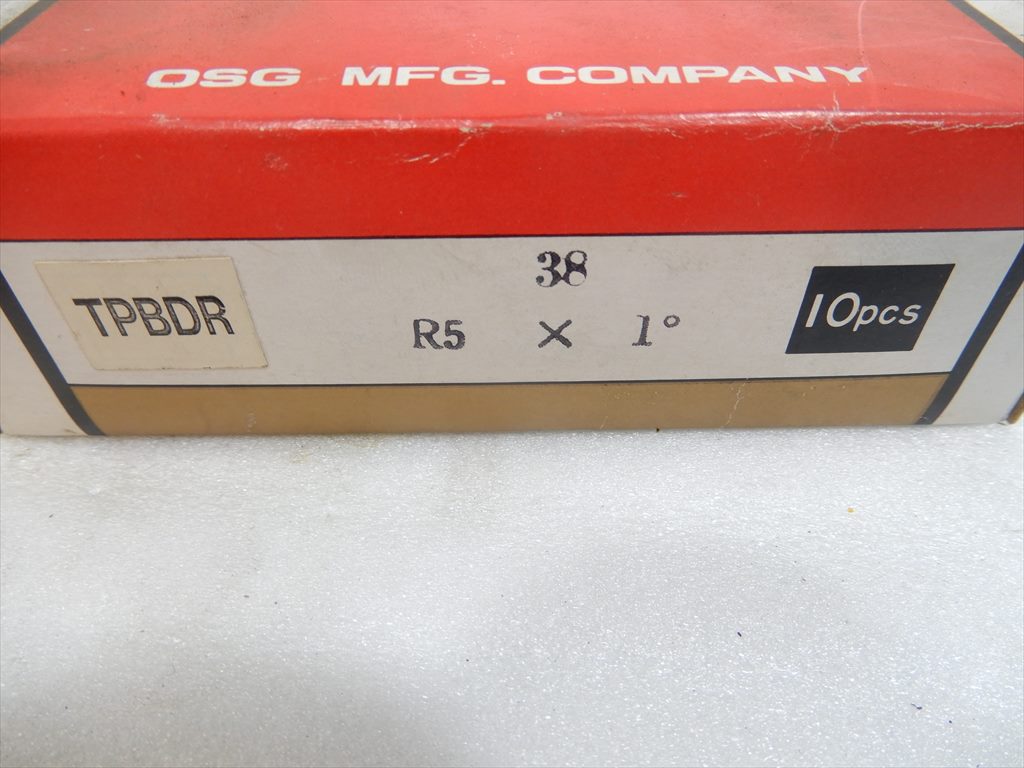 OSG MFG. COMPANY
38
TPBDR R5 × 1° 10pcs